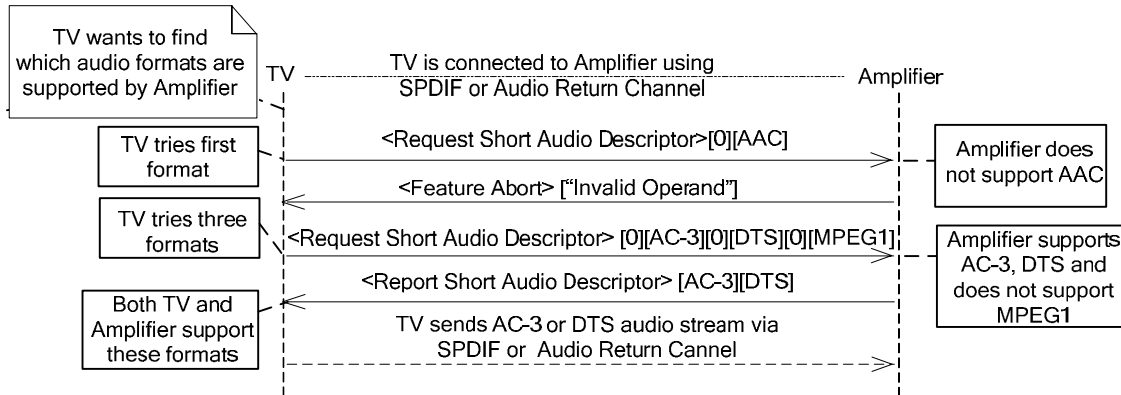 TV wants to find
which audio formats are
supported by Amplifier
TV
TV is connected to Amplifier using
SPDIF or Audio Return Channel
Amplifier
TV tries first
format
<Request Short Audio Descriptor>[0][AAC]
Amplifier does
not support AAC
<Feature Abort> [“Invalid Operand”]
TV tries three
formats
<Request Short Audio Descriptor> [0][AC-3][0][DTS][0][MPEG1]
Amplifier supports
AC-3, DTS and
does not support
MPEG1
<Report Short Audio Descriptor> [AC-3][DTS]
Both TV and
Amplifier support
these formats
TV sends AC-3 or DTS audio stream via
SPDIF or Audio Return Cannel